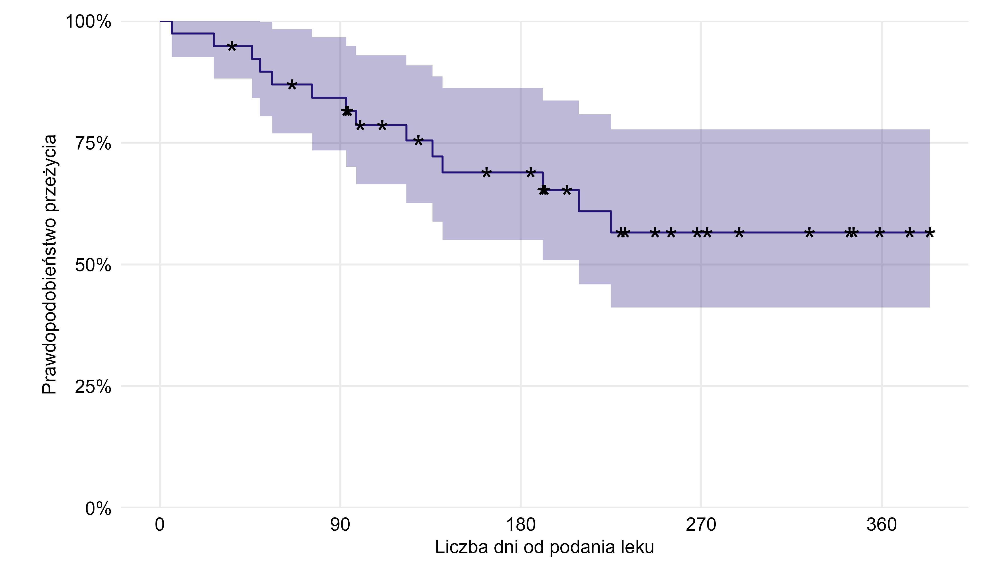 100%
75%
50%
25%
0%
Prawdopodobieństwo przeżycia
0 90 180 270 360
Liczba dni od podania leku